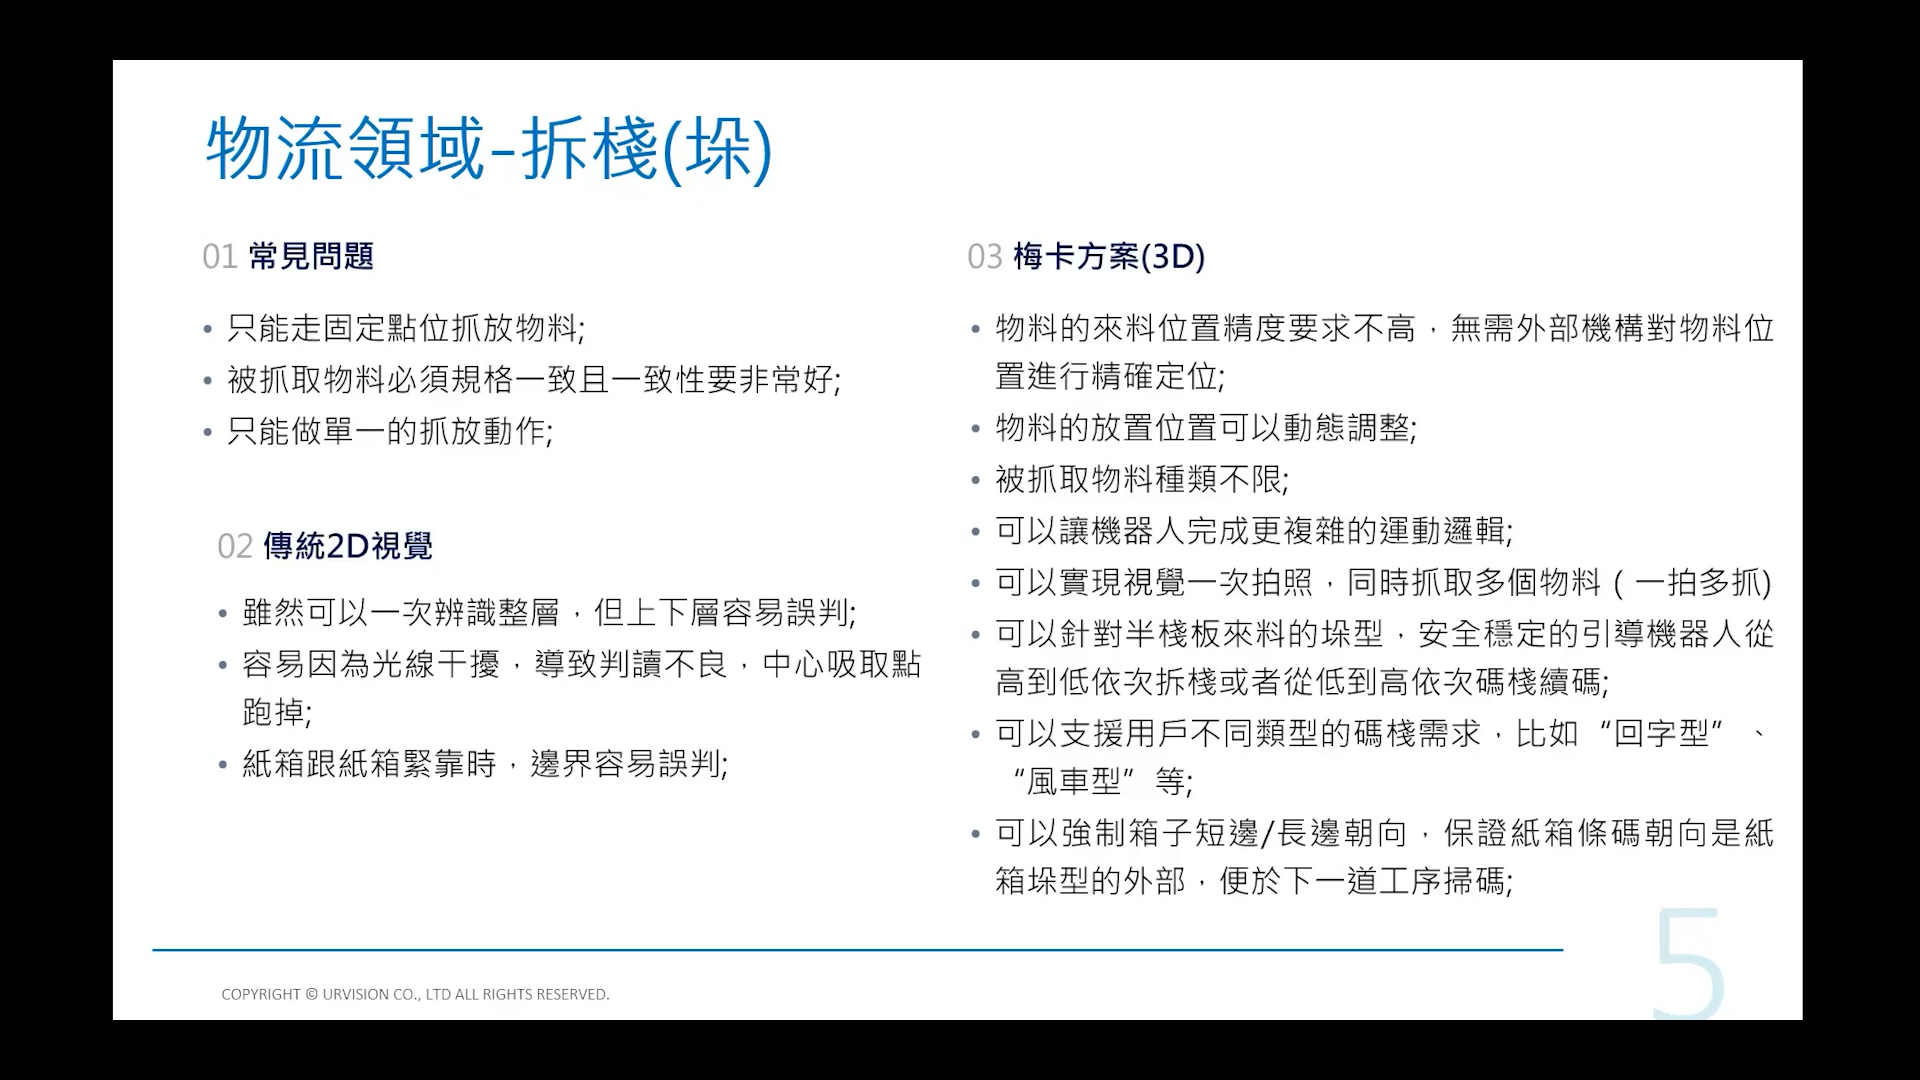 物流領域-拆棧(垛)
01 常見問題
• 只能走固定點位抓放物料;
• 被抓取物料必須規格一致且一致性要非常好;
• 只能做單一的抓放動作;
02 傳統2D視覺
• 雖然可以一次辨識整層，但上下層容易誤判;
• 容易因為光線干擾，導致判讀不良，中心吸取點
跑掉;
• 紙箱跟紙箱緊靠時，邊界容易誤判;
03 梅卡方案(3D)
• 物料的來料位置精度要求不高，無需外部機構對物料位
置進行精確定位;
• 物料的放置位置可以動態調整;
• 被抓取物料種類不限;
• 可以讓機器人完成更複雜的運動邏輯;
• 可以實現視覺一次拍照，同時抓取多個物料（一拍多抓)
• 可以針對半棧板來料的垛型，安全穩定的引導機器人從
高到低依次拆棧或者從低到高依次碼棧續碼;
• 可以支援用戶不同類型的碼棧需求，比如“回字型”、
“風車型”等;
• 可以強制箱子短邊/長邊朝向，保證紙箱條碼朝向是紙
箱垛型的外部，便於下一道工序掃碼;
COPYRIGHT © URVISION CO., LTD ALL RIGHTS RESERVED.
5